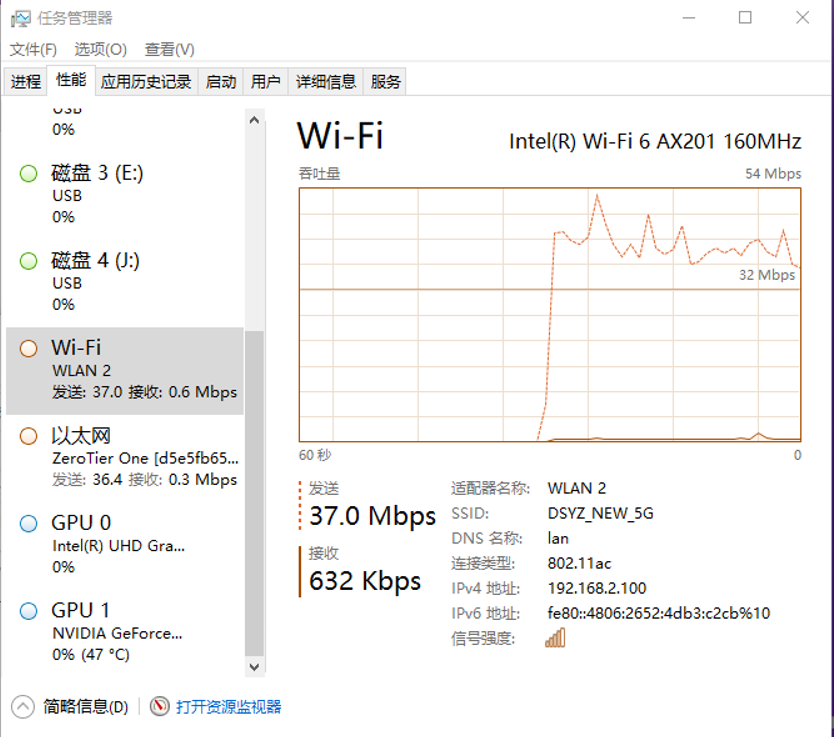 任务管理器
文件(F) 选项(O) 查看(V)
进程 性能 应用历史记录 启动 用户 详细信息 服务
USB
0%
磁盘 3 (E:)
USB
0%
磁盘 4 (J:)
USB
0%
Wi-Fi
WLAN 2
发送: 37.0 接收: 0.6 Mbps
以太网
ZeroTier One [d5e5fb65...
发送: 36.4 接收: 0.3 Mbps
GPU 0
Intel(R) UHD Gra...
0%
GPU 1
NVIDIA GeForce...
0% (47 °C)
Wi-Fi
Intel(R) Wi-Fi 6 AX201 160MHz
吞吐量
54 Mbps
32 Mbps
60 秒
0
发送
37.0 Mbps
接收
632 Kbps
适配器名称: WLAN 2
SSID: DSYZ_NEW_5G
DNS 名称: lan
连接类型: 802.11ac
IPv4 地址: 192.168.2.100
IPv6 地址: fe80::4806:2652:4db3:c2cb%10
信号强度:
简略信息(D)
打开资源监视器